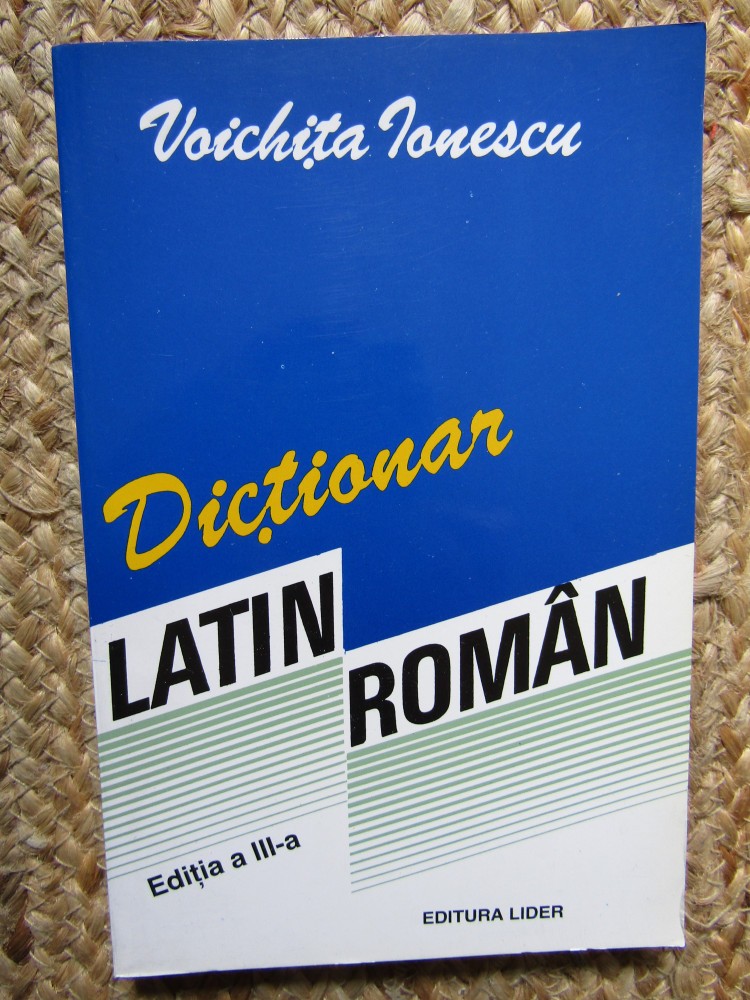 Voichița Ionescu
Dicționar
LATIN
ROMÂN
Ediția a III-a
EDITURA LIDER